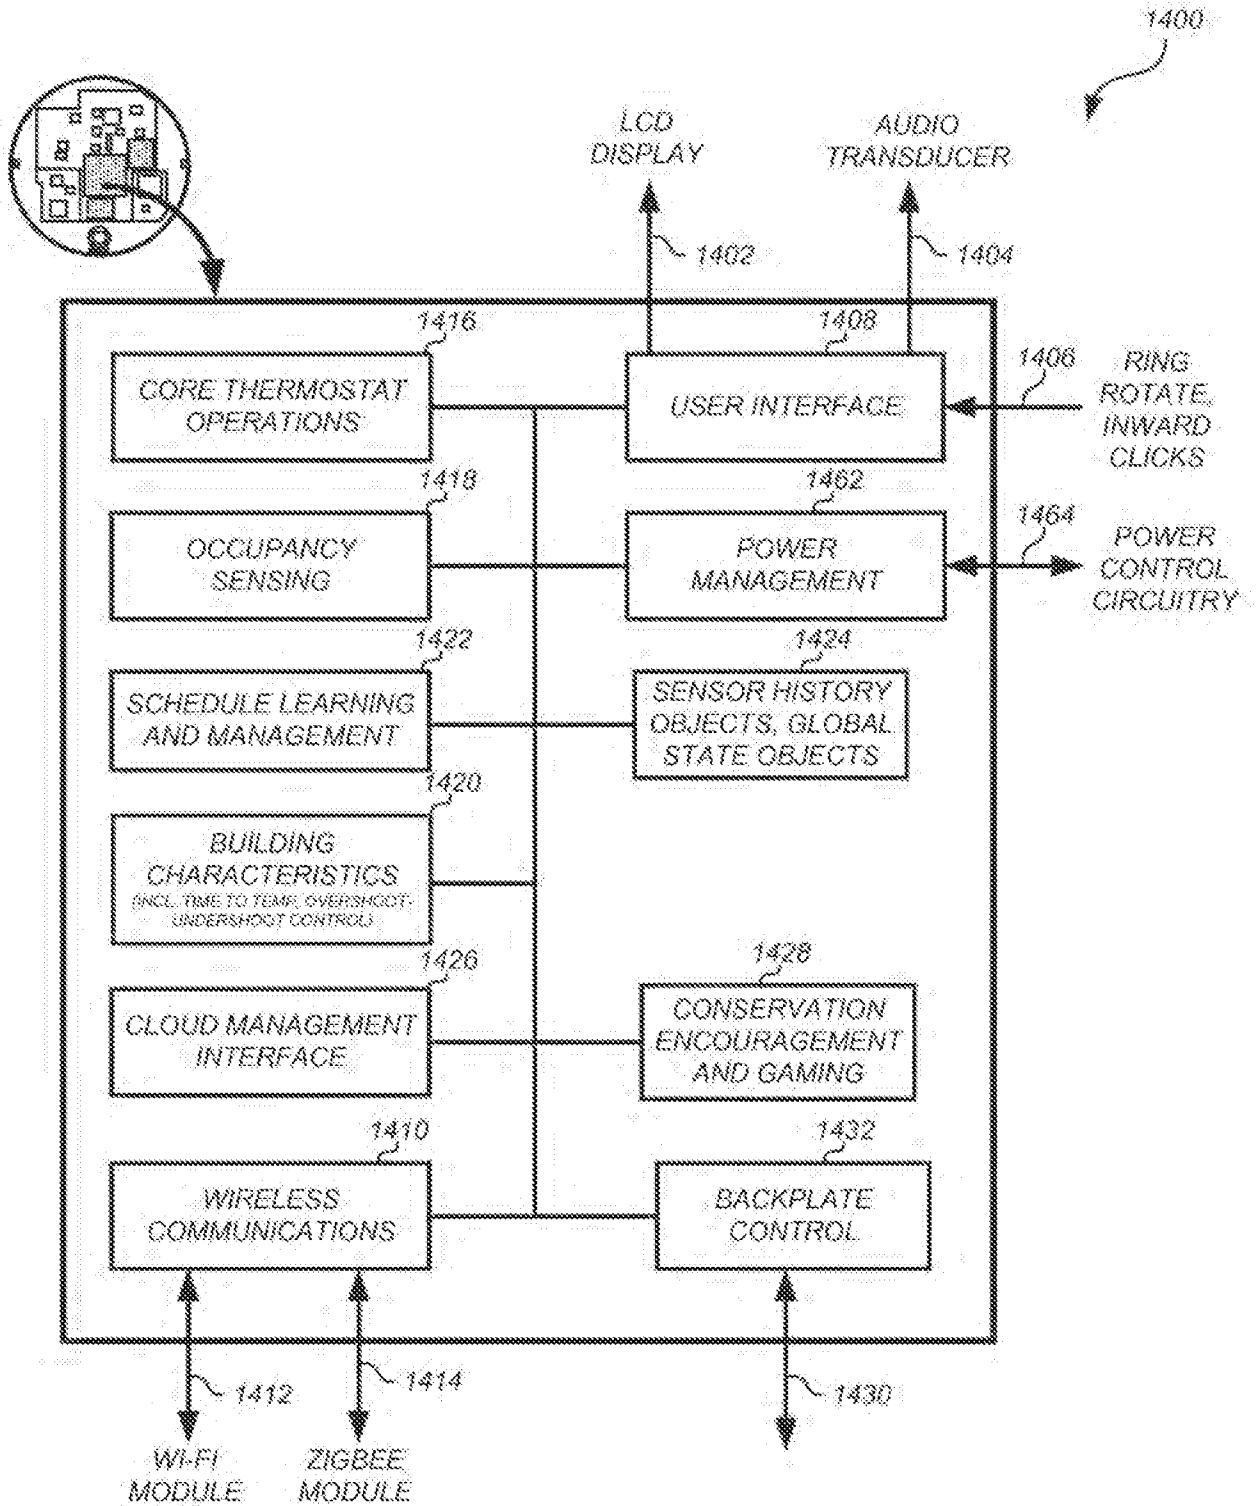 1400
LCD
DISPLAY
AUDIO
TRANSDUCER
1402
1404
1416
CORE THERMOSTAT
OPERATIONS
1408
USER INTERFACE
1406
RING
ROTATE,
INWARD
CLICKS
1418
OCCUPANCY
SENSING
1462
POWER
MANAGEMENT
1464
POWER
CONTROL
CIRCUITRY
1422
SCHEDULE LEARNING
AND MANAGEMENT
1424
SENSOR HISTORY
OBJECTS, GLOBAL
STATE OBJECTS
1420
BUILDING
CHARACTERISTICS
(INCL. TIME TO TEMP, OVERSHOOT-
UNDERSHOOT CONTROL)
1426
CLOUD MANAGEMENT
INTERFACE
1428
CONSERVATION
ENCOURAGEMENT
AND GAMING
1410
WIRELESS
COMMUNICATIONS
1432
BACKPLATE
CONTROL
1412
1414
1430
WI-FI
MODULE
ZIGBEE
MODULE